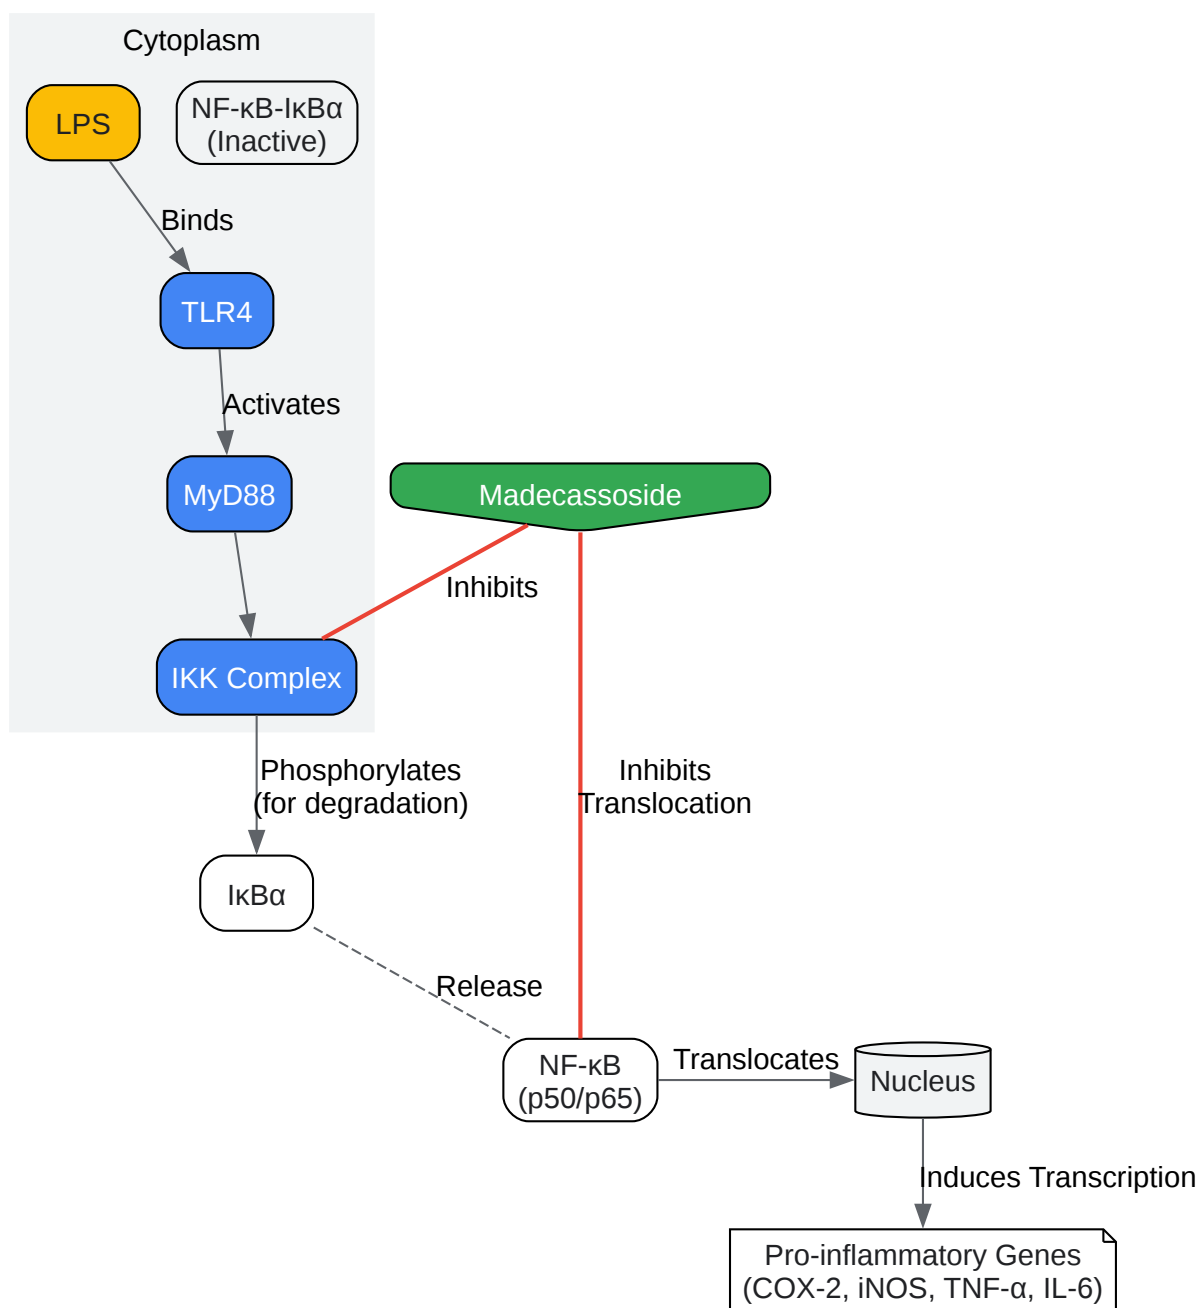 Cytoplasm
LPS
NF-κB-IκBα
(Inactive)
Binds
TLR4
Activates
MyD88
Madecassoside
Inhibits
IKK Complex
Phosphorylates
(for degradation)
Inhibits
Translocation
IκBα
Release
NF-κB
(p50/p65)
Translocates
Nucleus
Induces Transcription
Pro-inflammatory Genes
(COX-2, iNOS, TNF-α, IL-6)